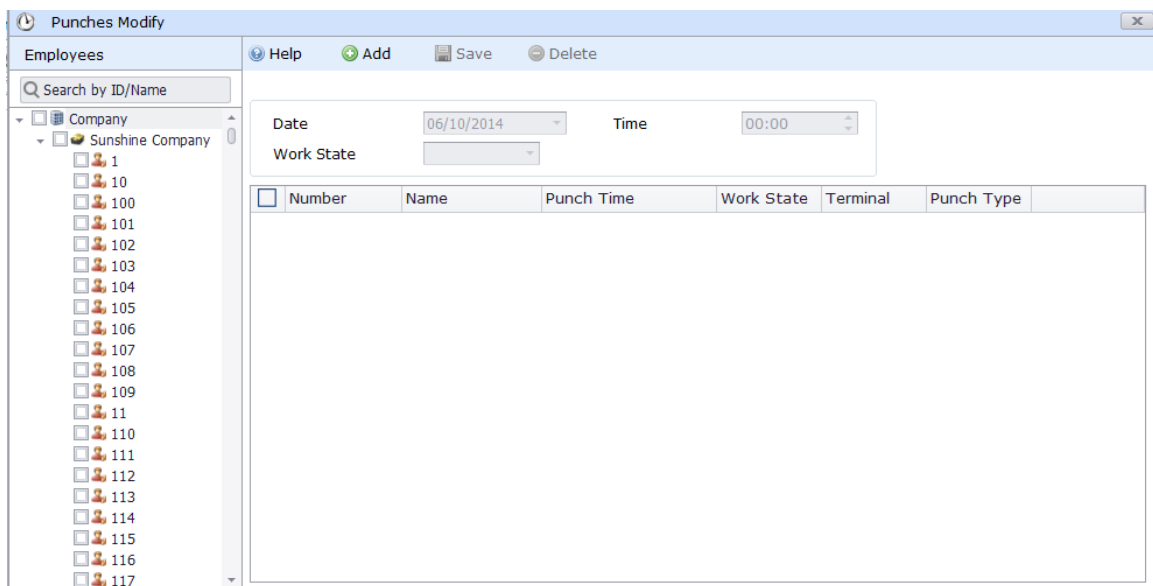 Punches Modify
Employees
Help Add Save Delete
Search by ID/Name
Company
Sunshine Company
1
10
100
101
102
103
104
105
106
107
108
109
11
110
111
112
113
114
115
116
117
Date 06/10/2014 Time 00:00
Work State
Number Name Punch Time Work State Terminal Punch Type